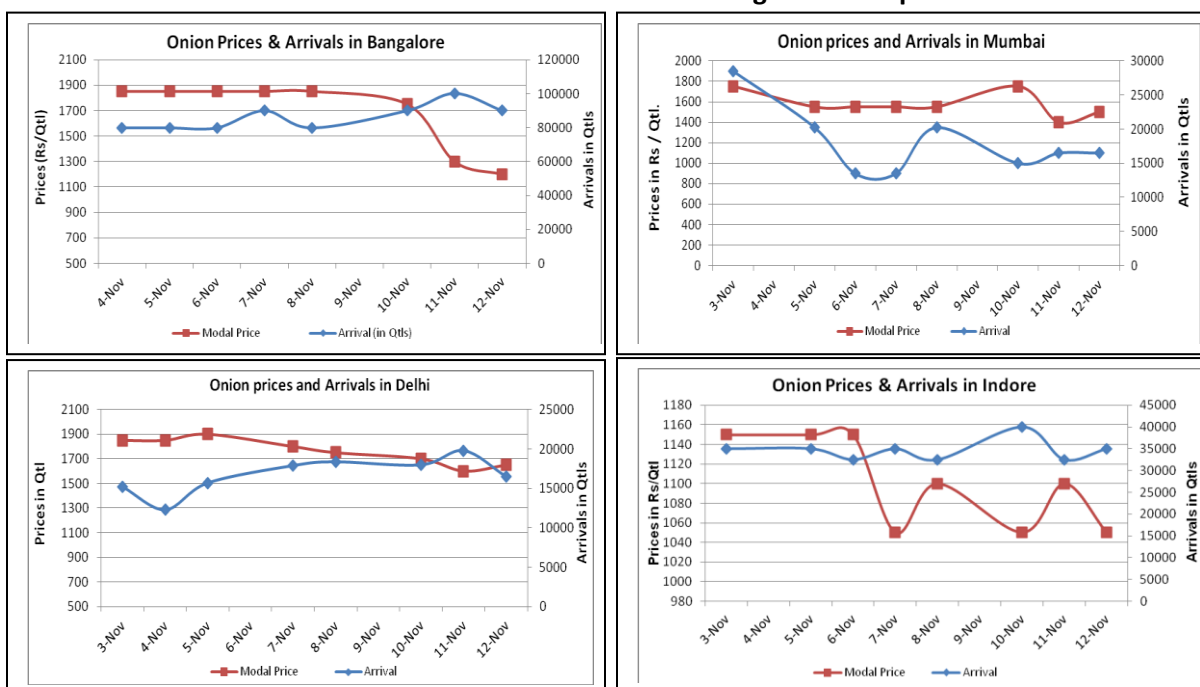 Onion Prices & Arrivals in Bangalore
2100
1900
1700
1500
1300
1100
900
700
500
Prices (Rs/Qtl)
120000
100000
80000
60000
40000
20000
0
Arrivals in Qtls
4-Nov
5-Nov
6-Nov
7-Nov
8-Nov
9-Nov
10-Nov
11-Nov
12-Nov
Modal Price
Arrival (in Qtls)
Onion prices and Arrivals in Mumbai
2000
1800
1600
1400
1200
1000
800
600
400
200
0
Prices in Rs / Qtl.
30000
25000
20000
15000
10000
5000
0
Arrivals in Qtls
3-Nov
4-Nov
5-Nov
6-Nov
7-Nov
8-Nov
9-Nov
10-Nov
11-Nov
12-Nov
Modal Price
Arrival
Onion prices and Arrivals in Delhi
2100
1900
1700
1500
1300
1100
900
700
500
Prices in Qtl
25000
20000
15000
10000
5000
0
Arrivals in Qtls
3-Nov
4-Nov
5-Nov
6-Nov
7-Nov
8-Nov
9-Nov
10-Nov
11-Nov
12-Nov
Modal Price
Arrival
Onion Prices & Arrivals in Indore
1180
1160
1140
1120
1100
1080
1060
1040
1020
1000
980
Prices in Rs/Qtl
45000
40000
35000
30000
25000
20000
15000
10000
5000
0
Arrivals in Qtls
3-Nov
4-Nov
5-Nov
6-Nov
7-Nov
8-Nov
9-Nov
10-Nov
11-Nov
12-Nov
Modal Price
Arrival